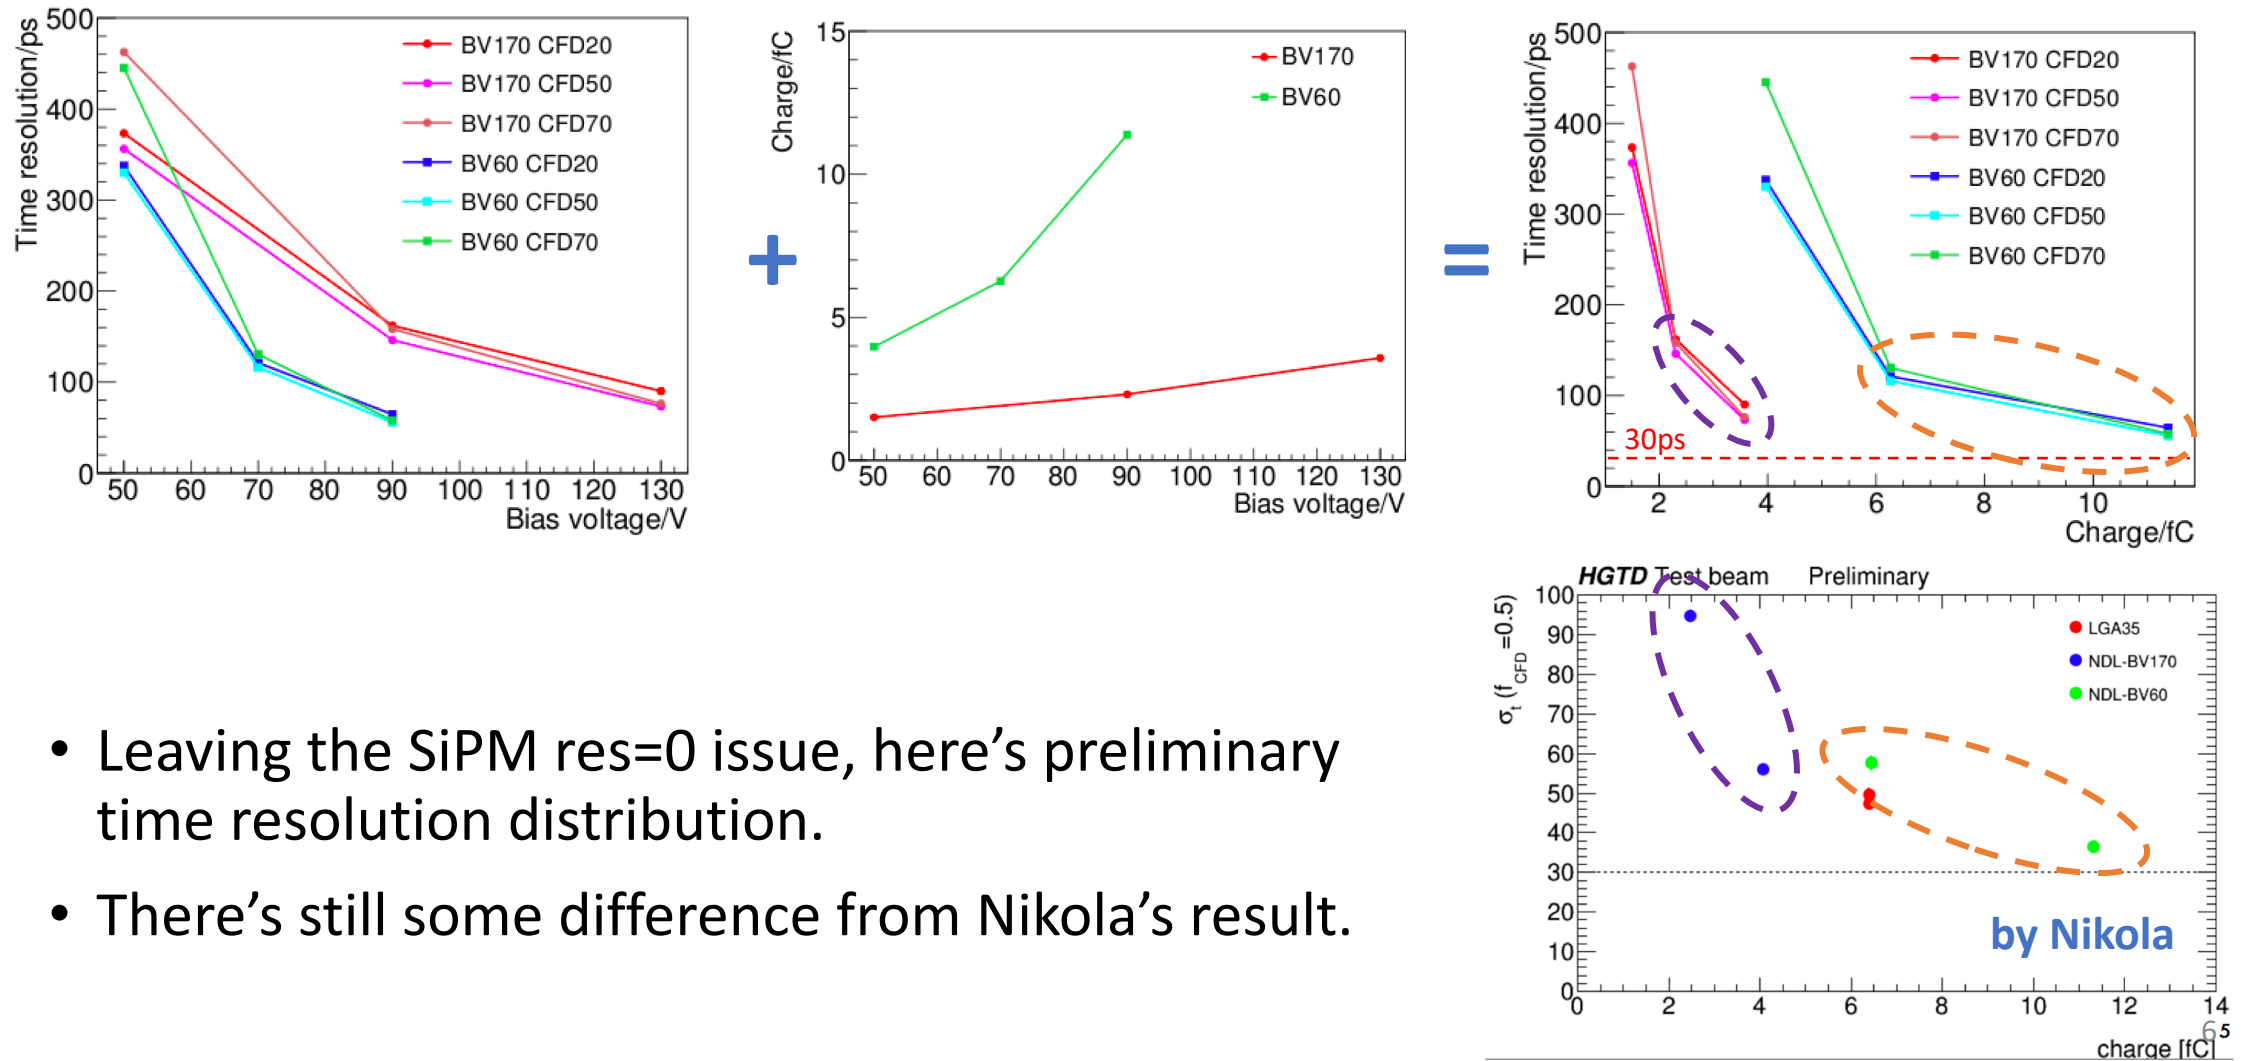 Time resolution/ps
500
400
300
200
100
0
50 60 70 80 90 100 110 120 130
Bias voltage/V
BV170 CFD20
BV170 CFD50
BV170 CFD70
BV60 CFD20
BV60 CFD50
BV60 CFD70
+
Charge/fC
15
10
5
0
50 60 70 80 90 100 110 120 130
Bias voltage/V
BV170
BV60
=
Time resolution/ps
500
400
300
200
100
0
2 4 6 8 10
Charge/fC
BV170 CFD20
BV170 CFD50
BV170 CFD70
BV60 CFD20
BV60 CFD50
BV60 CFD70
30ps
• Leaving the SiPM res=0 issue, here’s preliminary
time resolution distribution.
• There’s still some difference from Nikola’s result.
HGTD Test beam Preliminary
σt (fCFD=0.5)
100
90
80
70
60
50
40
30
20
10
0
0 2 4 6 8 10 12 14
charge [fC]
LGA35
NDL-BV170
NDL-BV60
by Nikola
65